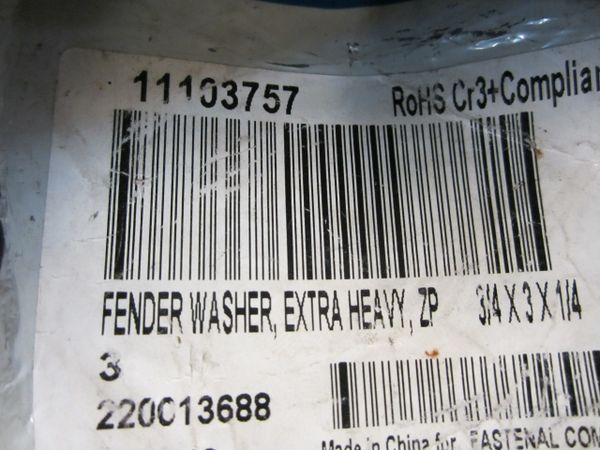 11103757 RoHS Cr3+Complian
FENDER WASHER, EXTRA HEAVY, ZP 3/4 X 3 X 1/4
3
220013688
Made in China for FASTENAL COM